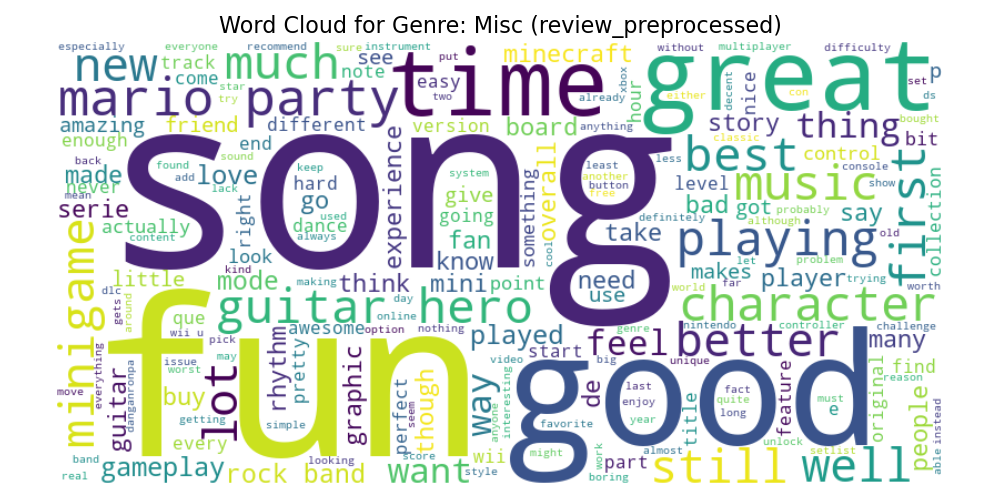 Word Cloud for Genre: Misc (review_preprocessed)
especially everyone recommend sure instrument put without multiplayer difficulty
new track come star try much see note easy two time minecraft already xbox either hour great decent nice con set p ds
mario party amazing friend different version board anything story thing bought bit
enough end experience system something overall least less classic best control console
made back never found sound keep hard go add lack love another button free level music show first collection
mean serie actually content right used dance always song give going fan know cool take definitely bad got probably although say old
minigame look kind mode making think mini point need use playing makes let problem player trying far world worth
little dlc gets around que wii u day online guitar hero awesome option nothing played character nintendo controller challenge
fun pick issue may worst rhythm pretty graphic start genre feel big unique better many
move everything guitar danganronpa buy lot getting simple perfect seem though way video interesting anyone good favorite de last enjoy year fact quite long title feature must e original find reason people
every looking score wii style might boring work part almost unlock setlist able instead
band real gameplay rock band want still well